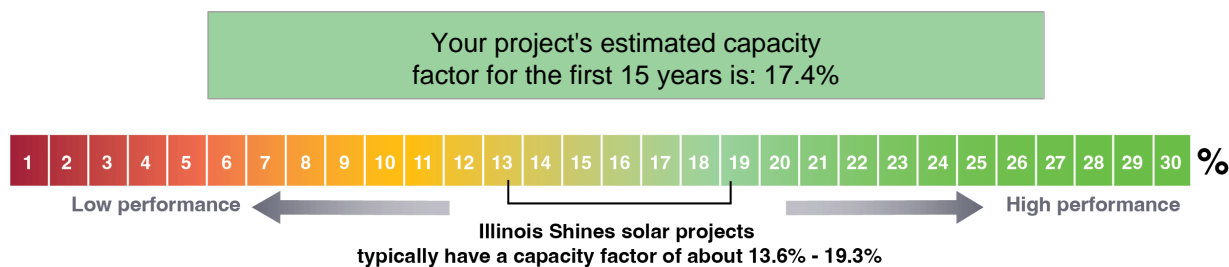 Your project's estimated capacity
factor for the first 15 years is: 17.4%
1 2 3 4 5 6 7 8 9 10 11 12 13 14 15 16 17 18 19 20 21 22 23 24 25 26 27 28 29 30 %
Low performance High performance
Illinois Shines solar projects
typically have a capacity factor of about 13.6% - 19.3%